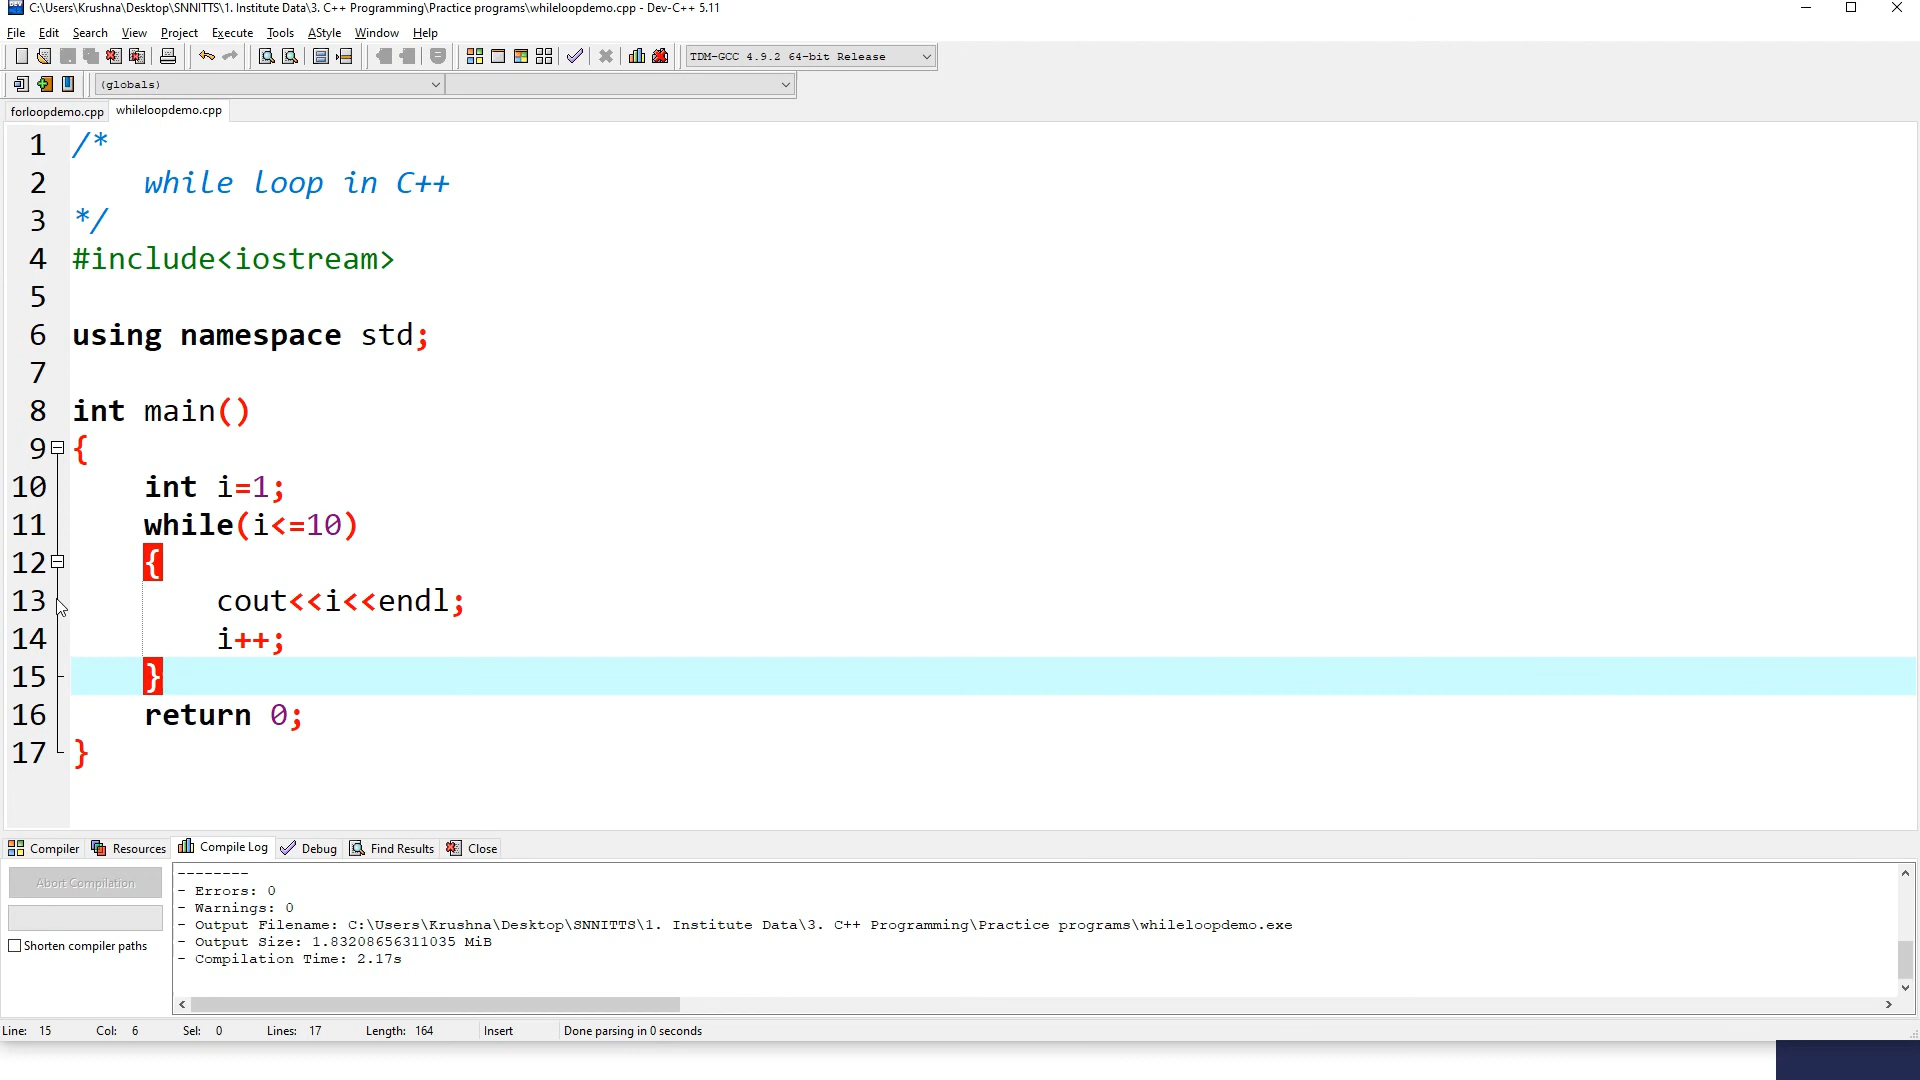 C:\Users\Krushna\Desktop\SNNITTS\1. Institute Data\3. C++ Programming\Practice programs\whileloopdemo.cpp - Dev-C++ 5.11
File Edit Search View Project Execute Tools AStyle Window Help
TDM-GCC 4.9.2 64-bit Release
(globals)
forloopdemo.cpp whileloopdemo.cpp
1 /*
2 while loop in C++
3 */
4 #include<iostream>
5
6 using namespace std;
7
8 int main()
9 {
10 int i=1;
11 while(i<=10)
12 {
13 cout<<i<<endl;
14 i++;
15 }
16 return 0;
17 }
Compiler Resources Compile Log Debug Find Results Close
Abort Compilation
Shorten compiler paths
--------
- Errors: 0
- Warnings: 0
- Output Filename: C:\Users\Krushna\Desktop\SNNITTS\1. Institute Data\3. C++ Programming\Practice programs\whileloopdemo.exe
- Output Size: 1.83208656311035 MiB
- Compilation Time: 2.17s
Line: 15 Col: 6 Sel: 0 Lines: 17 Length: 164 Insert Done parsing in 0 seconds